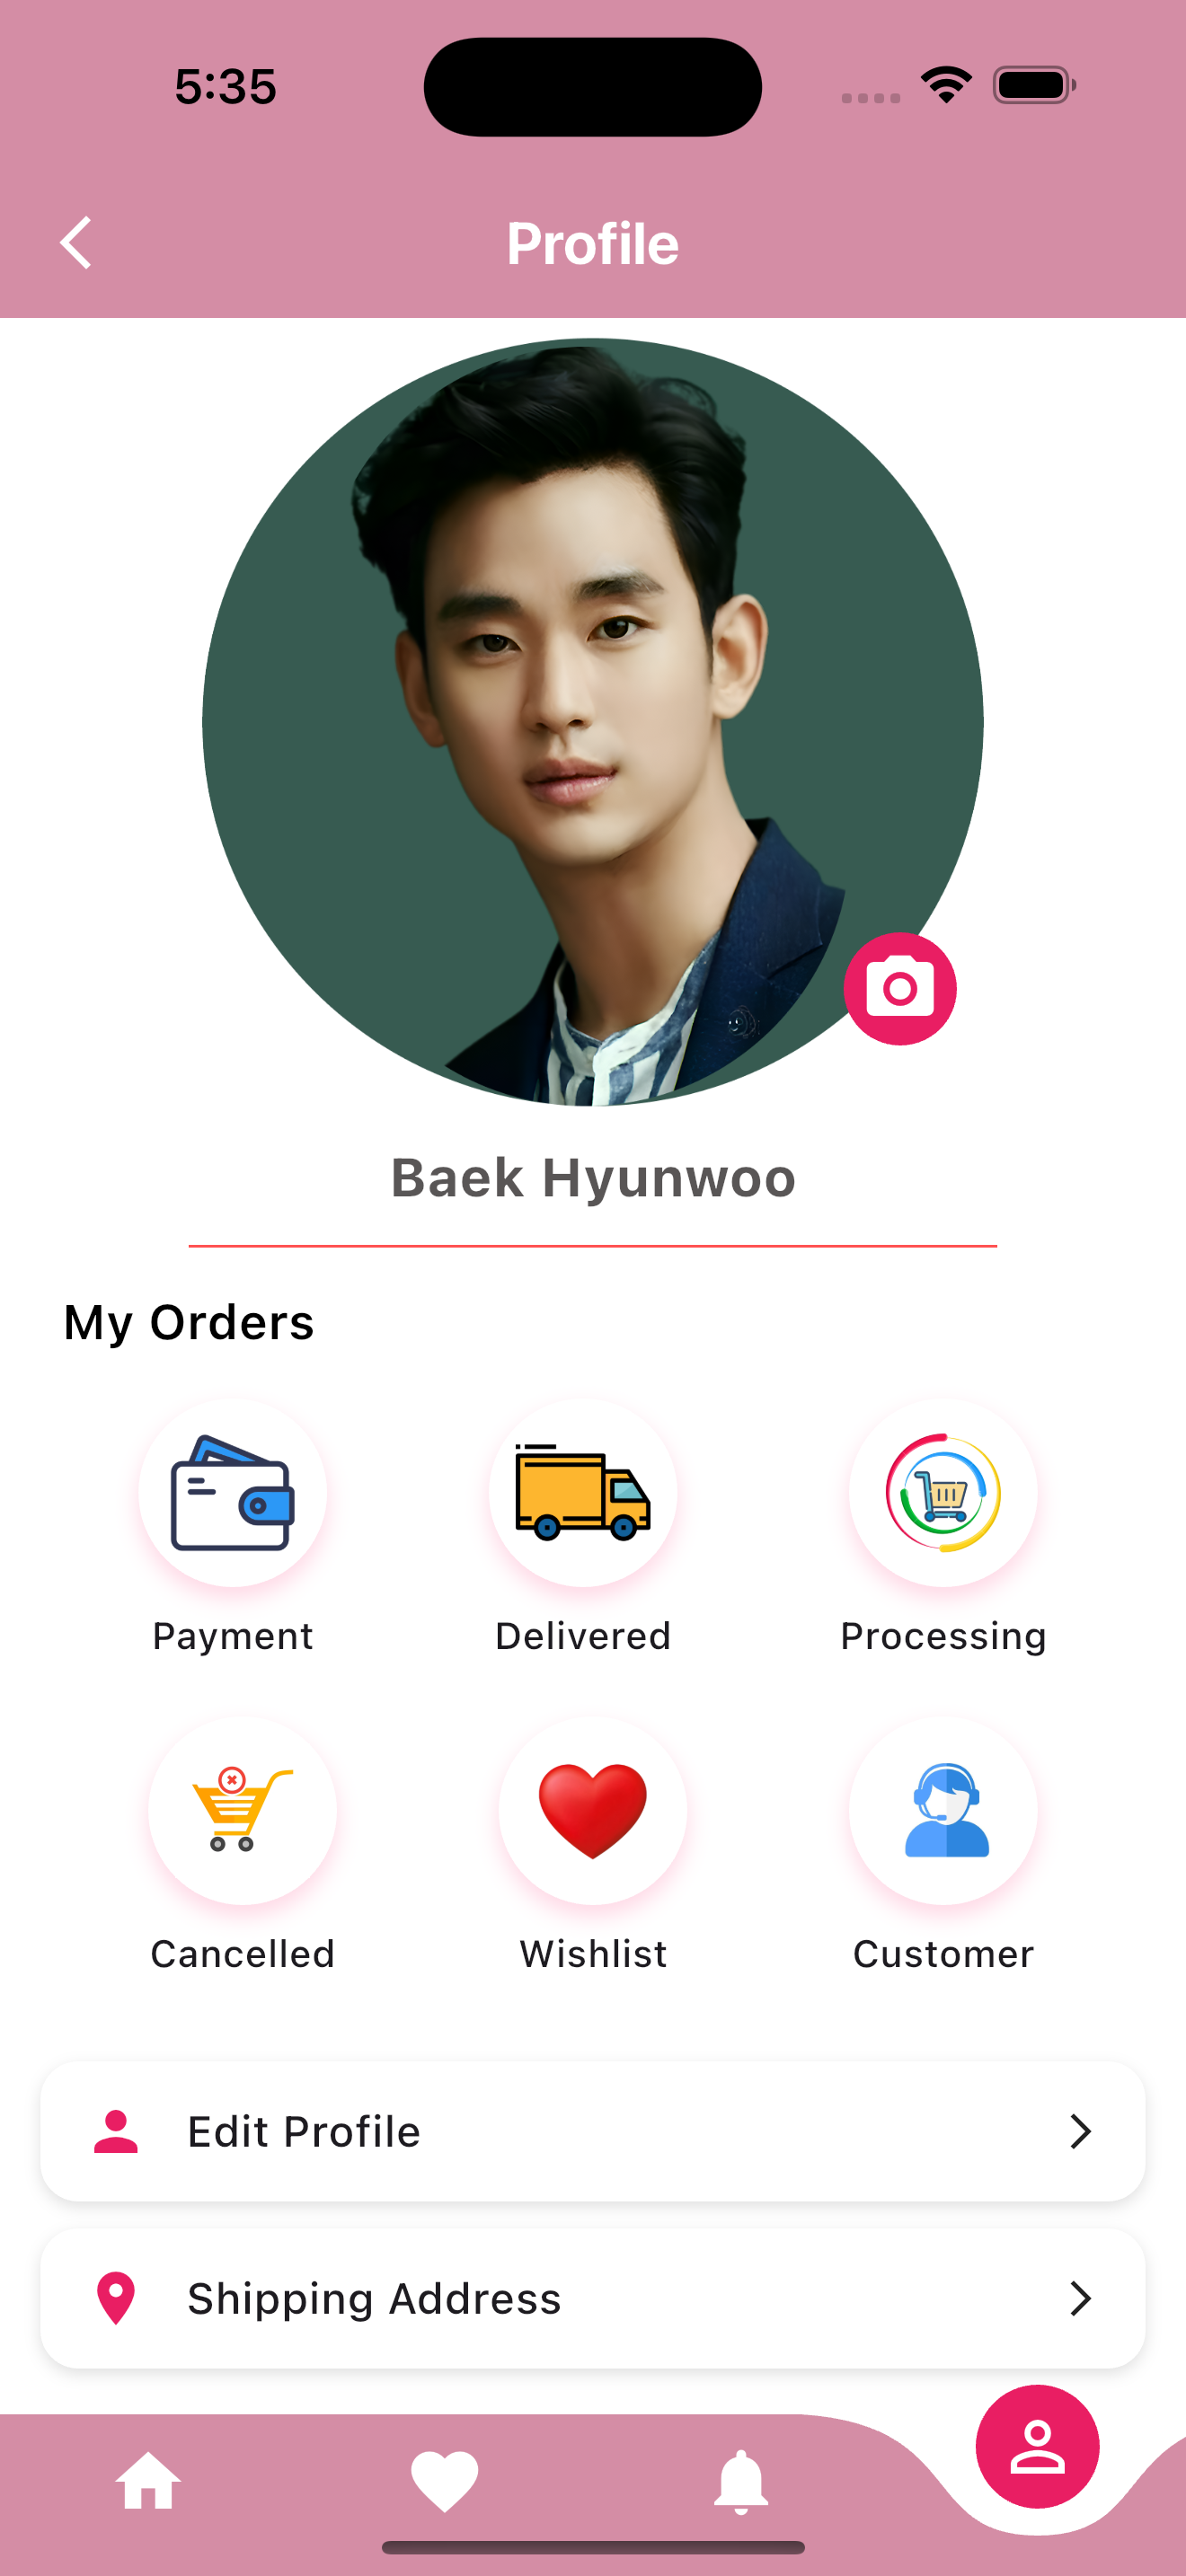 5:35
Profile
Baek Hyunwoo
My Orders
Payment
Delivered
Processing
Cancelled
Wishlist
Customer
Edit Profile
Shipping Address